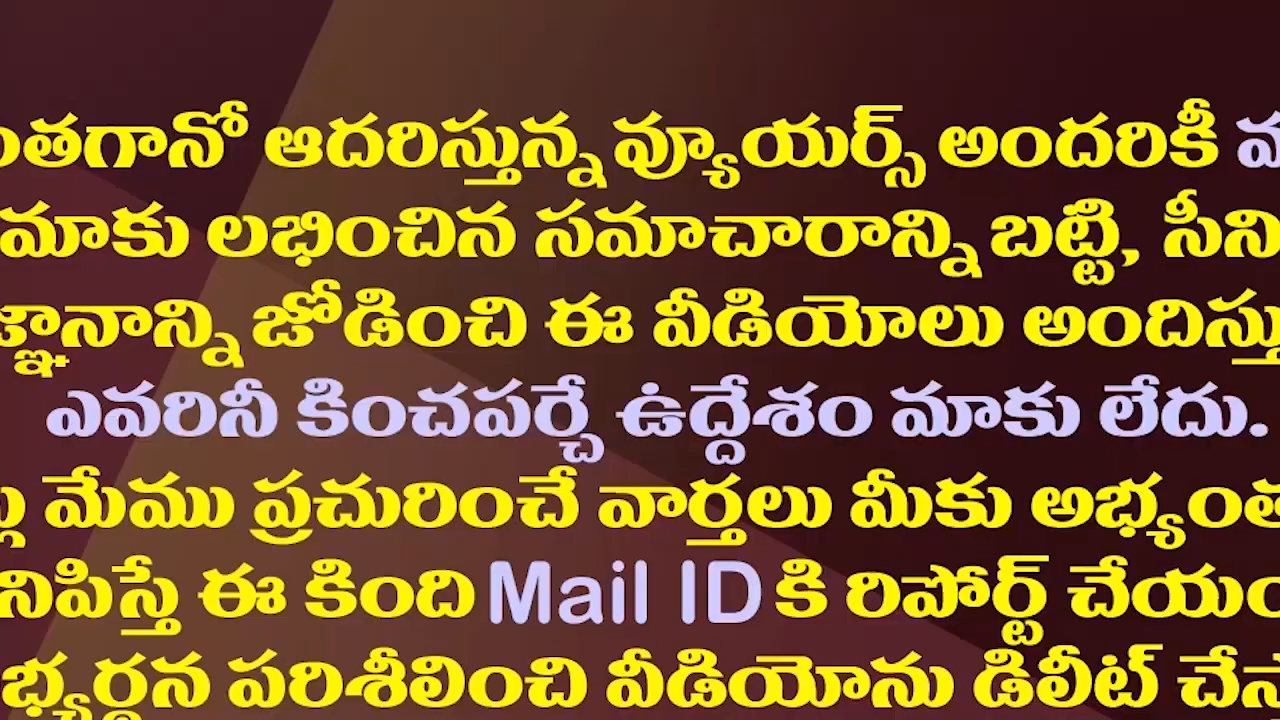 ంతగానో ఆదరిస్తున్న వ్యూయర్స్ అందరికీ మ
మాకు లభించిన సమాచారాన్ని బట్టి, సీని
జ్ఞానాన్ని జోడించి ఈ వీడియోలు అందిస్తు
ఎవరినీ కించపర్చే ఉద్దేశం మాకు లేదు.
మేము ప్రచురించే వార్తలు మీకు అభ్యంత
నిపిస్తే ఈ కింది Mail ID కి రిపోర్ట్ చేయం
భ్యర్థన పరిశీలించి వీడియోను డిలీట్ చేస